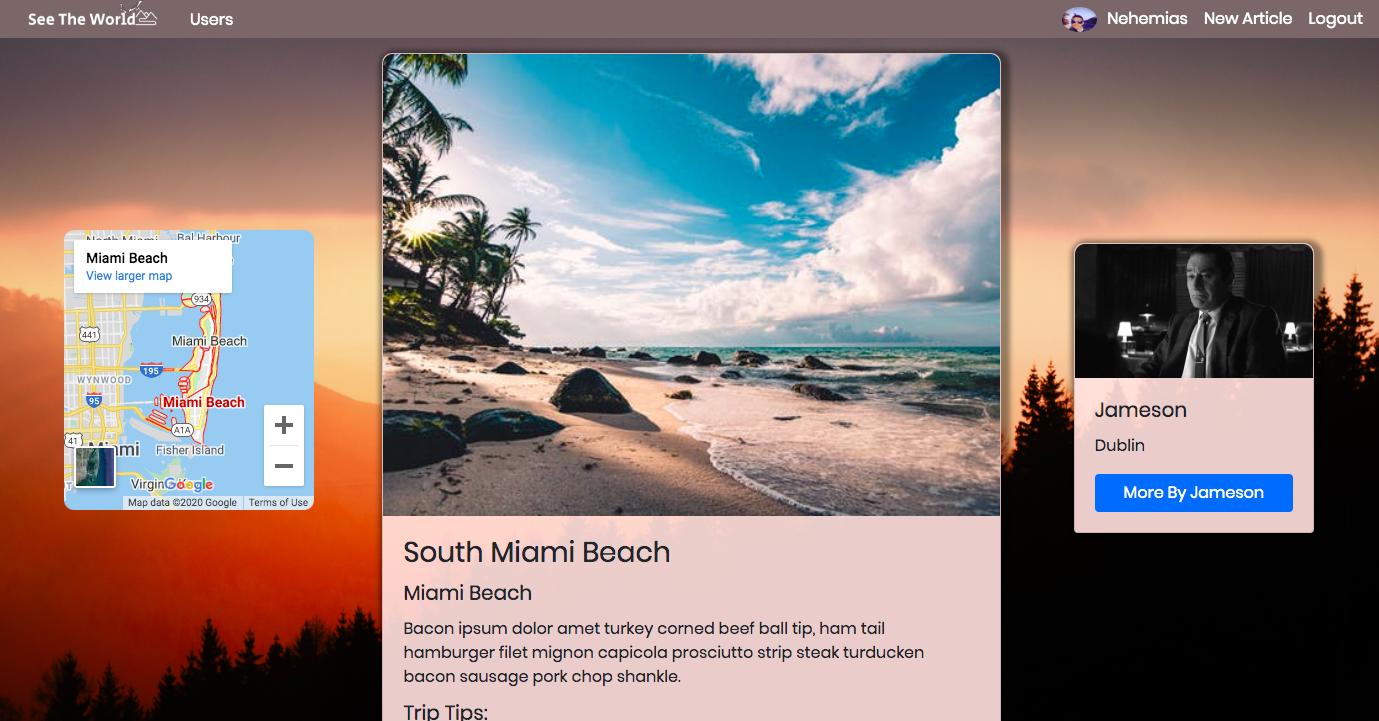 See The World
Users
Nehemias
New Article
Logout
Bal Harbour
Miami Beach
View larger map
934
441
Miami Beach
195
WYNWOOD
95
Miami Beach
A1A
41
Fisher Island
Virgin
Google
Map data ©2020 Google
Terms of Use
South Miami Beach
Miami Beach
Bacon ipsum dolor amet turkey corned beef ball tip, ham tail
hamburger filet mignon capicola prosciutto strip steak turducken
bacon sausage pork chop shankle.
Trip Tips:
Jameson
Dublin
More By Jameson